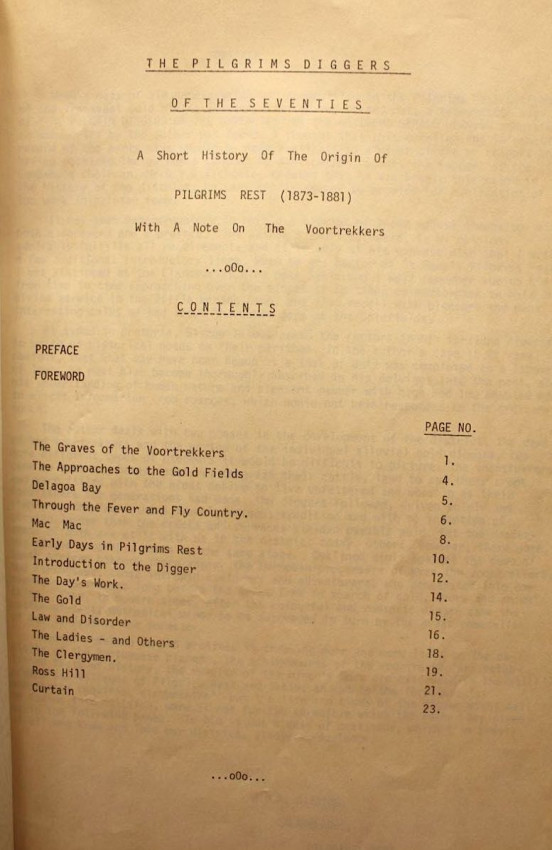 THE PILGRIMS DIGGERS
OF THE SEVENTIES
A Short History Of The Origin Of
PILGRIMS REST (1873-1881)
With A Note On The Voortrekkers
...oOo...
CONTENTS
PREFACE
FOREWORD
PAGE NO.
The Graves of the Voortrekkers 1.
The Approaches to the Gold Fields 4.
Delagoa Bay 5.
Through the Fever and Fly Country. 6.
Mac Mac 8.
Early Days in Pilgrims Rest 10.
Introduction to the Digger 12.
The Day's Work. 14.
The Gold 15.
Law and Disorder 16.
The Ladies - and Others 18.
The Clergymen. 19.
Ross Hill 21.
Curtain 23.
...oOo...